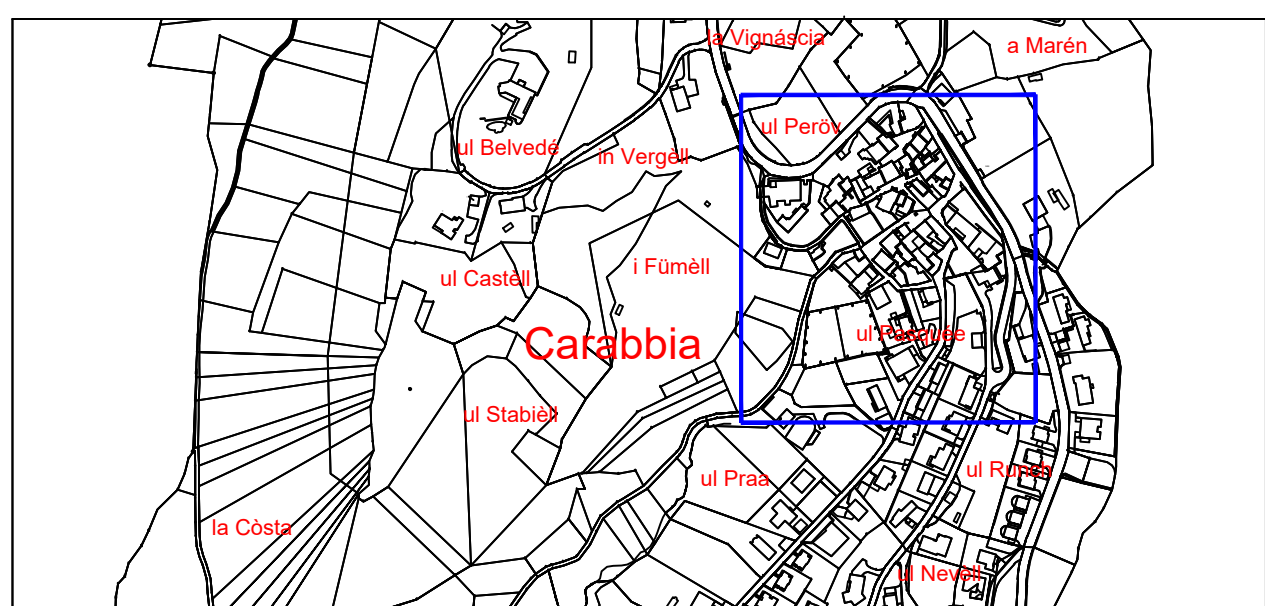 la Vignáscia
a Marén
ul Peröv
ul Belvedé
in Vergèll
i Fümèll
ul Castèll
ul Pasquée
Carabbia
ul Stabièll
ul Praa
ul Runch
la Còsta
ul Nevèll